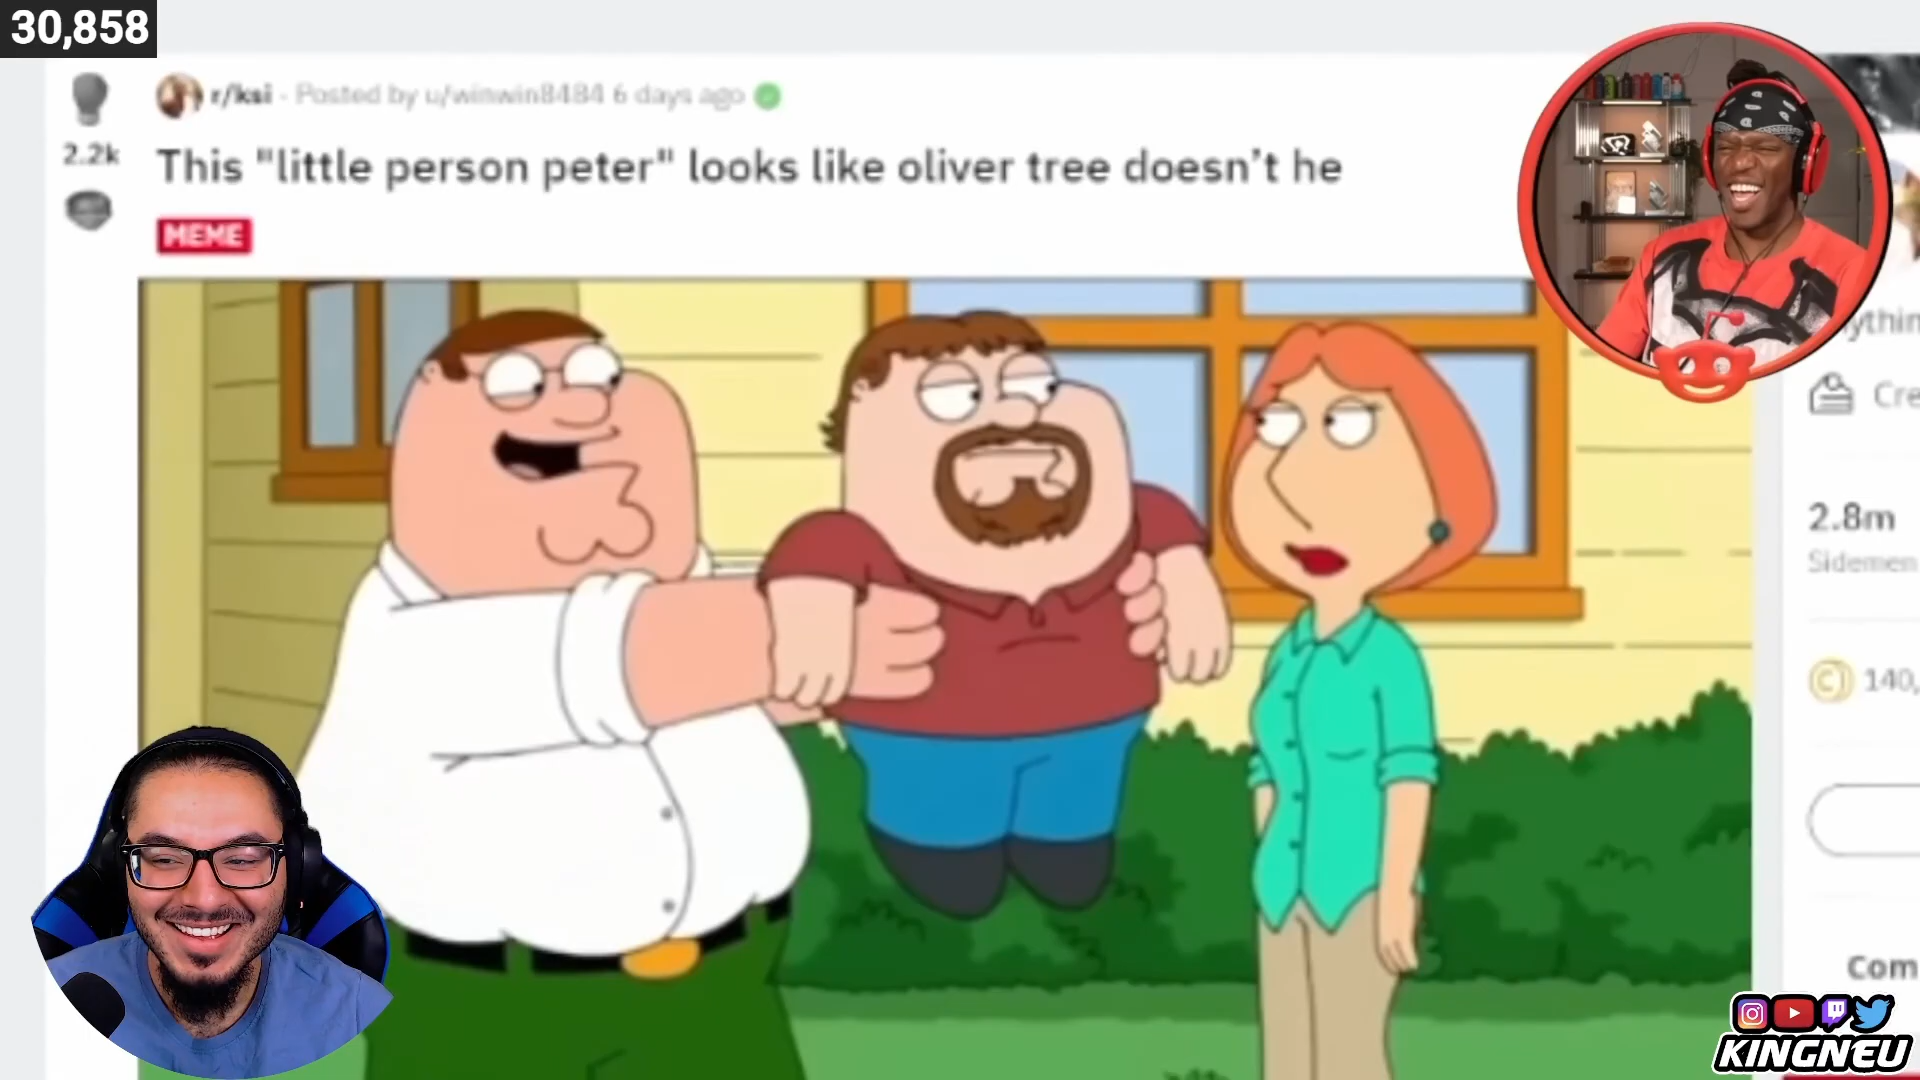 30,858
r/ksi - Posted by u/winwin8484 6 days ago
2.2k
This "little person peter" looks like oliver tree doesn't he
MEME
ythin
Cre
2.8m
Sidemen
140,
Com
KINGNEU